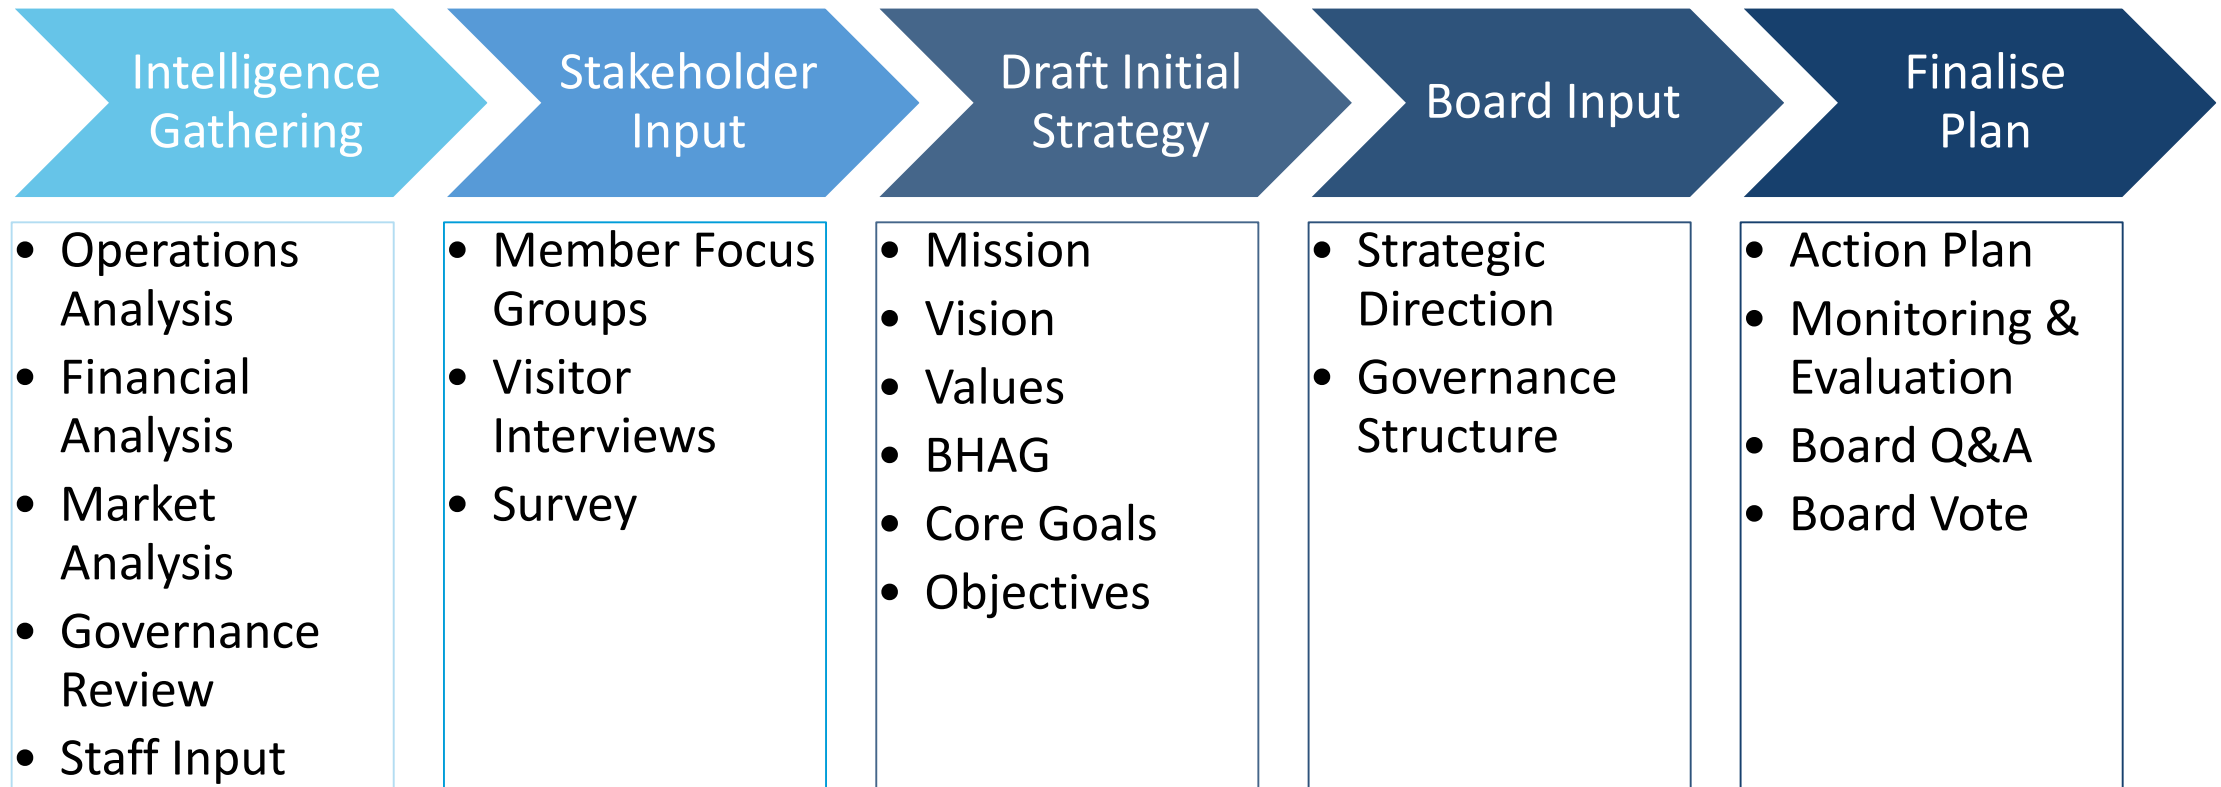 Intelligence
Gathering
Stakeholder
Input
Draft Initial
Strategy
Board Input
Finalise
Plan
• Operations
Analysis
• Financial
Analysis
• Market
Analysis
• Governance
Review
• Staff Input
• Member Focus
Groups
• Visitor
Interviews
• Survey
• Mission
• Vision
• Values
• BHAG
• Core Goals
• Objectives
• Strategic
Direction
• Governance
Structure
• Action Plan
• Monitoring &
Evaluation
• Board Q&A
• Board Vote